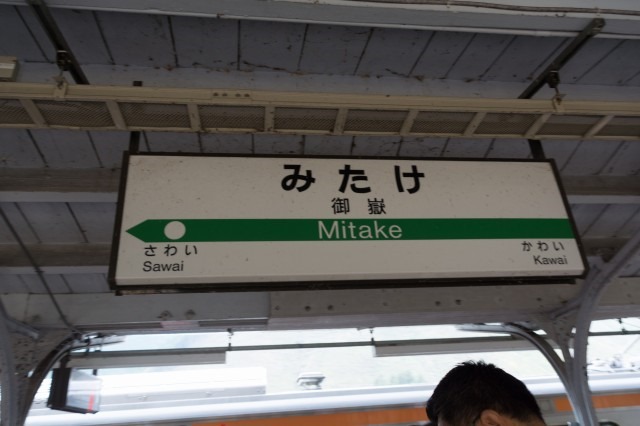 みたけ
御嶽
Mitake
さわい
Sawai
かわい
Kawai